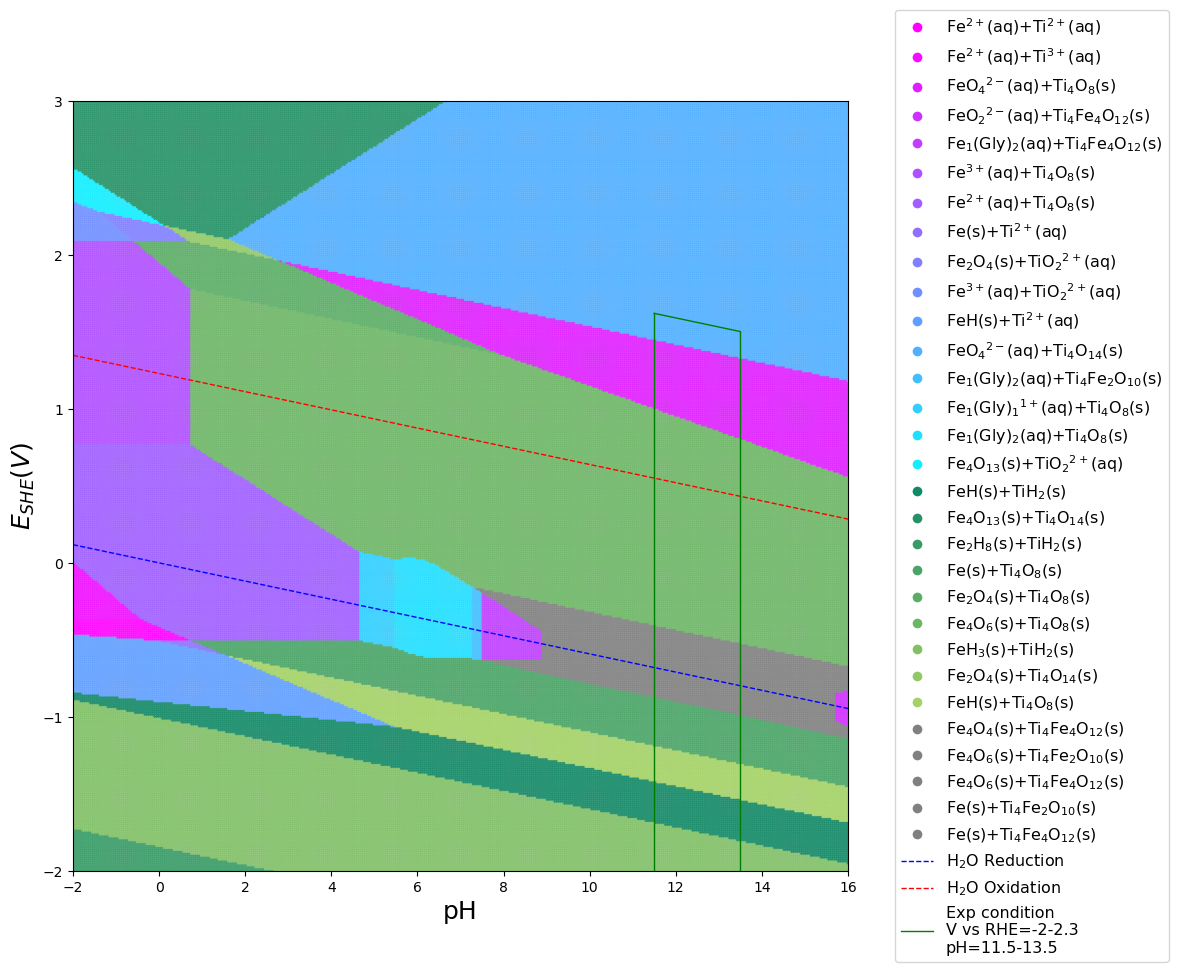 3
2
1
0
−1
−2
E_SHE(V)
−2 0 2 4 6 8 10 12 14 16
pH
Fe²⁺(aq)+Ti²⁺(aq)
Fe²⁺(aq)+Ti³⁺(aq)
FeO₄²⁻(aq)+Ti₄O₈(s)
FeO₂²⁻(aq)+Ti₄Fe₄O₁₂(s)
Fe₁(Gly)₂(aq)+Ti₄Fe₄O₁₂(s)
Fe³⁺(aq)+Ti₄O₈(s)
Fe²⁺(aq)+Ti₄O₈(s)
Fe(s)+Ti²⁺(aq)
Fe₂O₄(s)+TiO₂²⁺(aq)
Fe³⁺(aq)+TiO₂²⁺(aq)
FeH(s)+Ti²⁺(aq)
FeO₄²⁻(aq)+Ti₄O₁₄(s)
Fe₁(Gly)₂(aq)+Ti₄Fe₂O₁₀(s)
Fe₁(Gly)₁¹⁺(aq)+Ti₄O₈(s)
Fe₁(Gly)₂(aq)+Ti₄O₈(s)
Fe₄O₁₃(s)+TiO₂²⁺(aq)
FeH(s)+TiH₂(s)
Fe₄O₁₃(s)+Ti₄O₁₄(s)
Fe₂H₈(s)+TiH₂(s)
Fe(s)+Ti₄O₈(s)
Fe₂O₄(s)+Ti₄O₈(s)
Fe₄O₆(s)+Ti₄O₈(s)
FeH₃(s)+TiH₂(s)
Fe₂O₄(s)+Ti₄O₁₄(s)
FeH(s)+Ti₄O₈(s)
Fe₄O₄(s)+Ti₄Fe₄O₁₂(s)
Fe₄O₆(s)+Ti₄Fe₂O₁₀(s)
Fe₄O₆(s)+Ti₄Fe₄O₁₂(s)
Fe(s)+Ti₄Fe₂O₁₀(s)
Fe(s)+Ti₄Fe₄O₁₂(s)
H₂O Reduction
H₂O Oxidation
Exp condition
V vs RHE=-2-2.3
pH=11.5-13.5